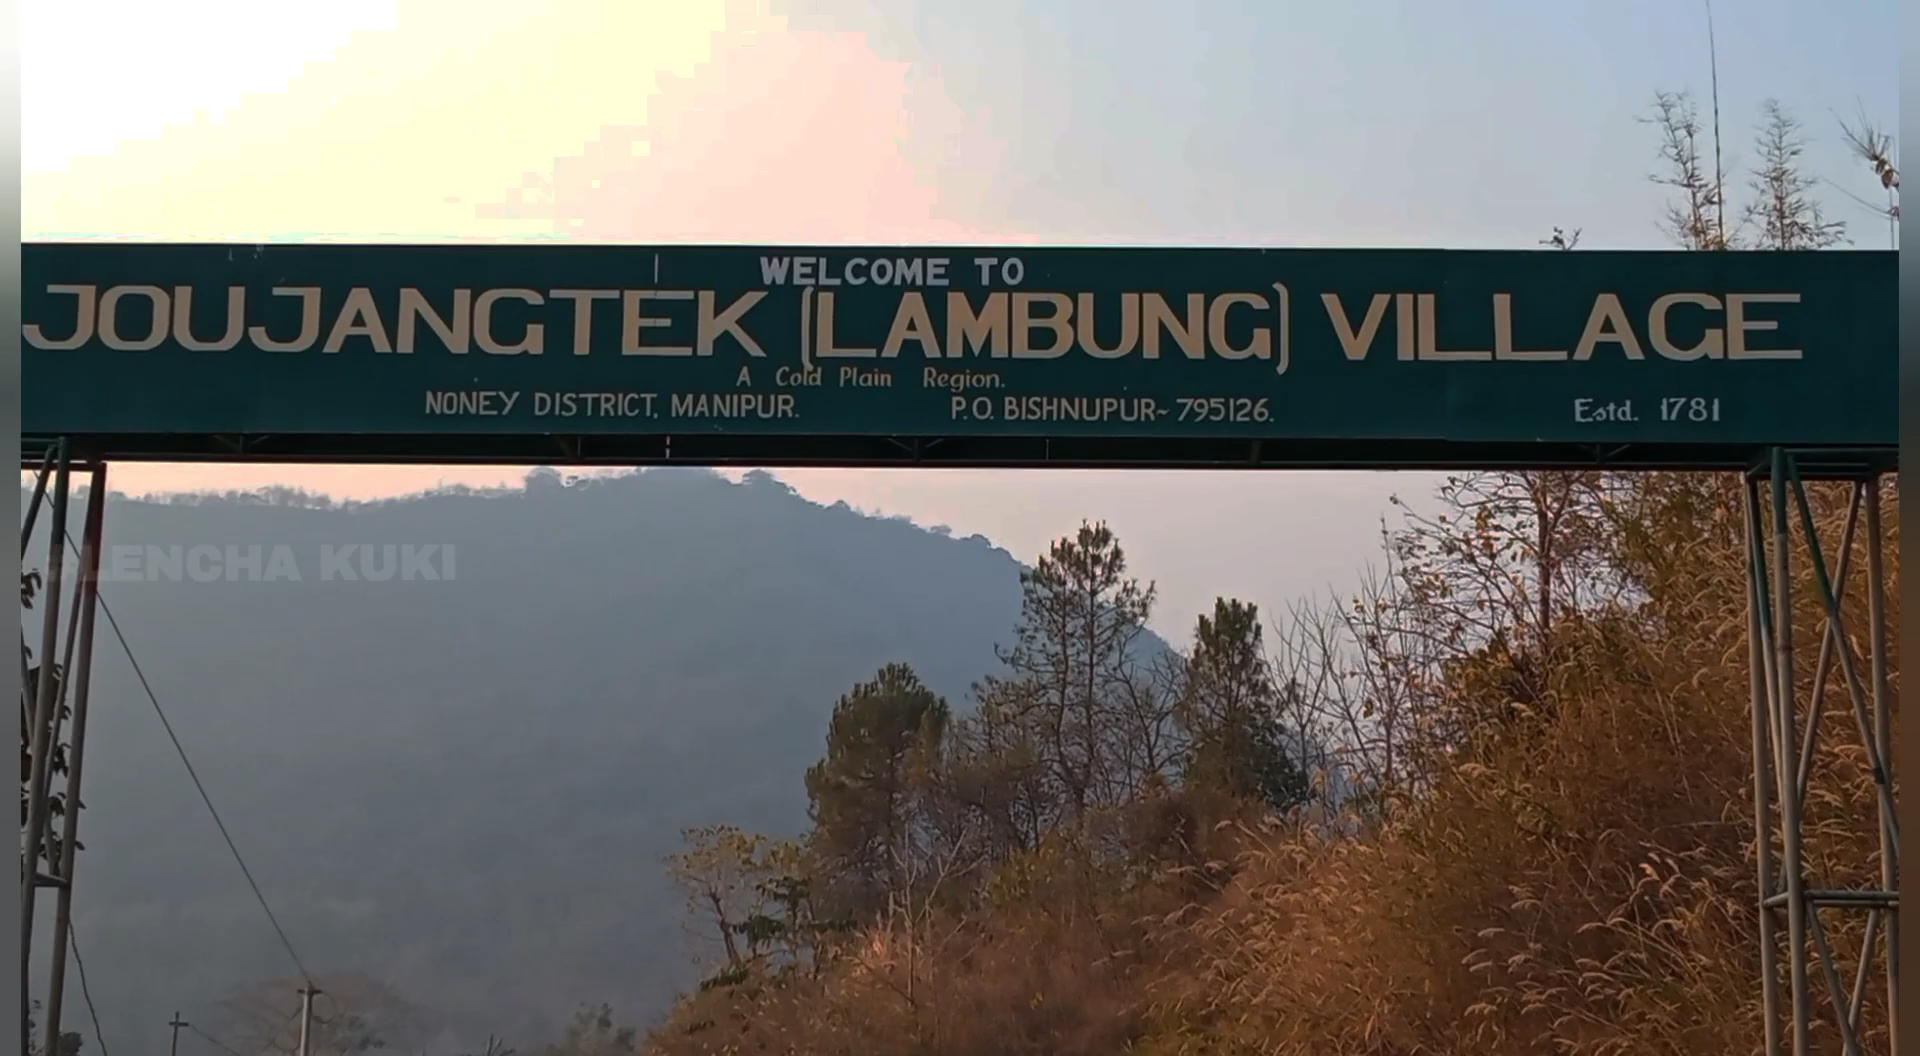 WELCOME TO
JOUJANGTEK (LAMBUNG) VILLAGE
A Cold Plain Region.
NONEY DISTRICT, MANIPUR. P.O. BISHNUPUR~795126. Estd. 1781
LENCHA KUKI